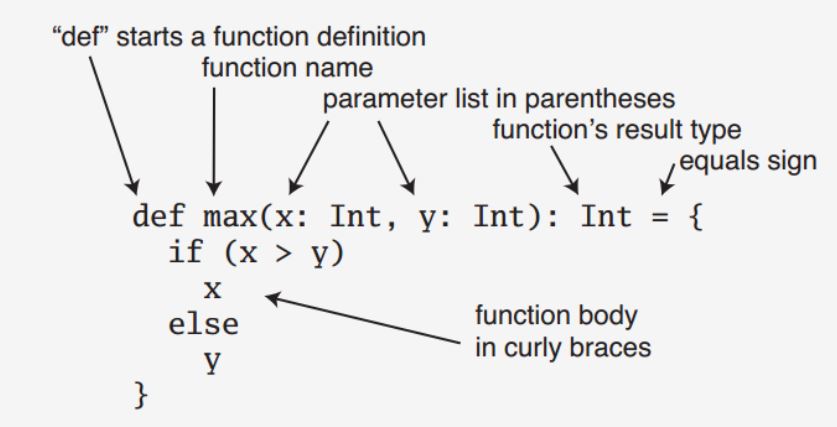 “def” starts a function definition
function name
parameter list in parentheses
function’s result type
equals sign
def max(x: Int, y: Int): Int = {
if (x > y)
x
else
y
}
function body
in curly braces